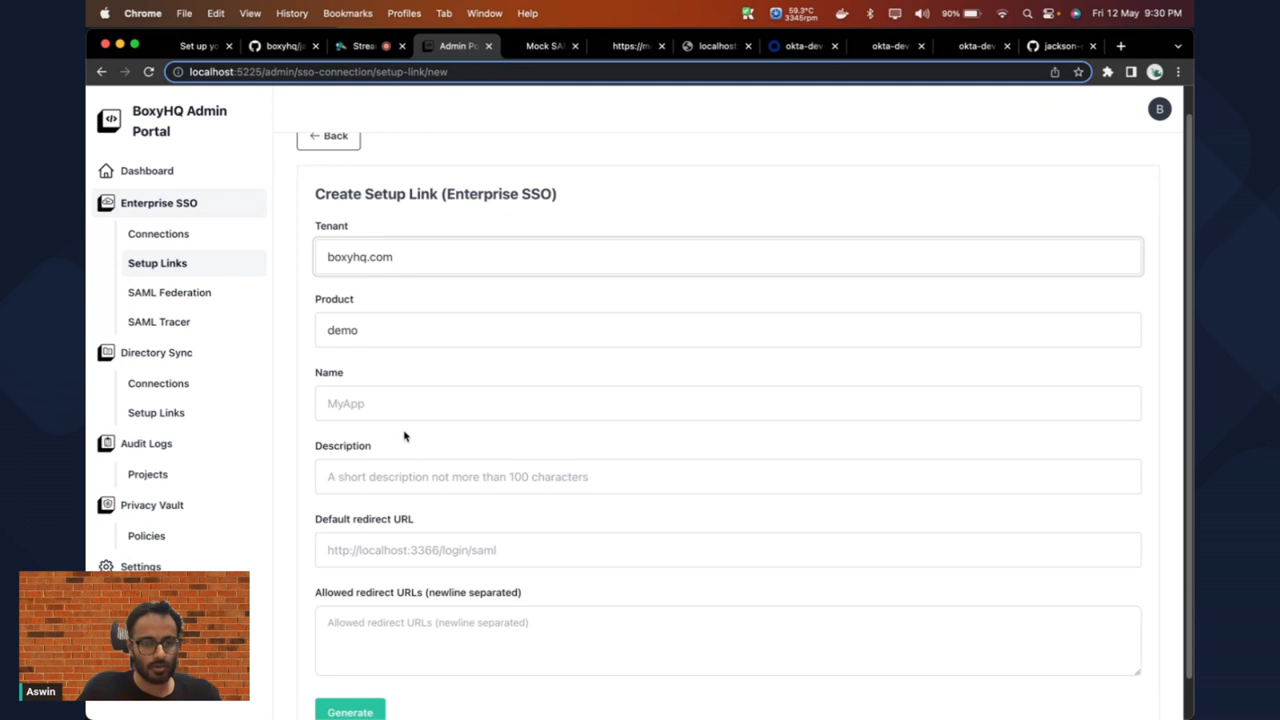 Chrome File Edit View History Bookmarks Profiles Tab Window Help 59.3°C 3345rpm 90% Fri 12 May 9:30 PM
Set up yo boxyhq/ja Strea Admin Po Mock SA https://m localhost: okta-dev okta-dev okta-dev jackson-
localhost:5225/admin/sso-connection/setup-link/new
BoxyHQ Admin Portal
B
Dashboard
Enterprise SSO
Connections
Setup Links
SAML Federation
SAML Tracer
Directory Sync
Connections
Setup Links
Audit Logs
Projects
Privacy Vault
Policies
Settings
← Back
Create Setup Link (Enterprise SSO)
Tenant
boxyhq.com
Product
demo
Name
MyApp
Description
A short description not more than 100 characters
Default redirect URL
http://localhost:3366/login/saml
Allowed redirect URLs (newline separated)
Allowed redirect URLs (newline separated)
Generate
Aswin